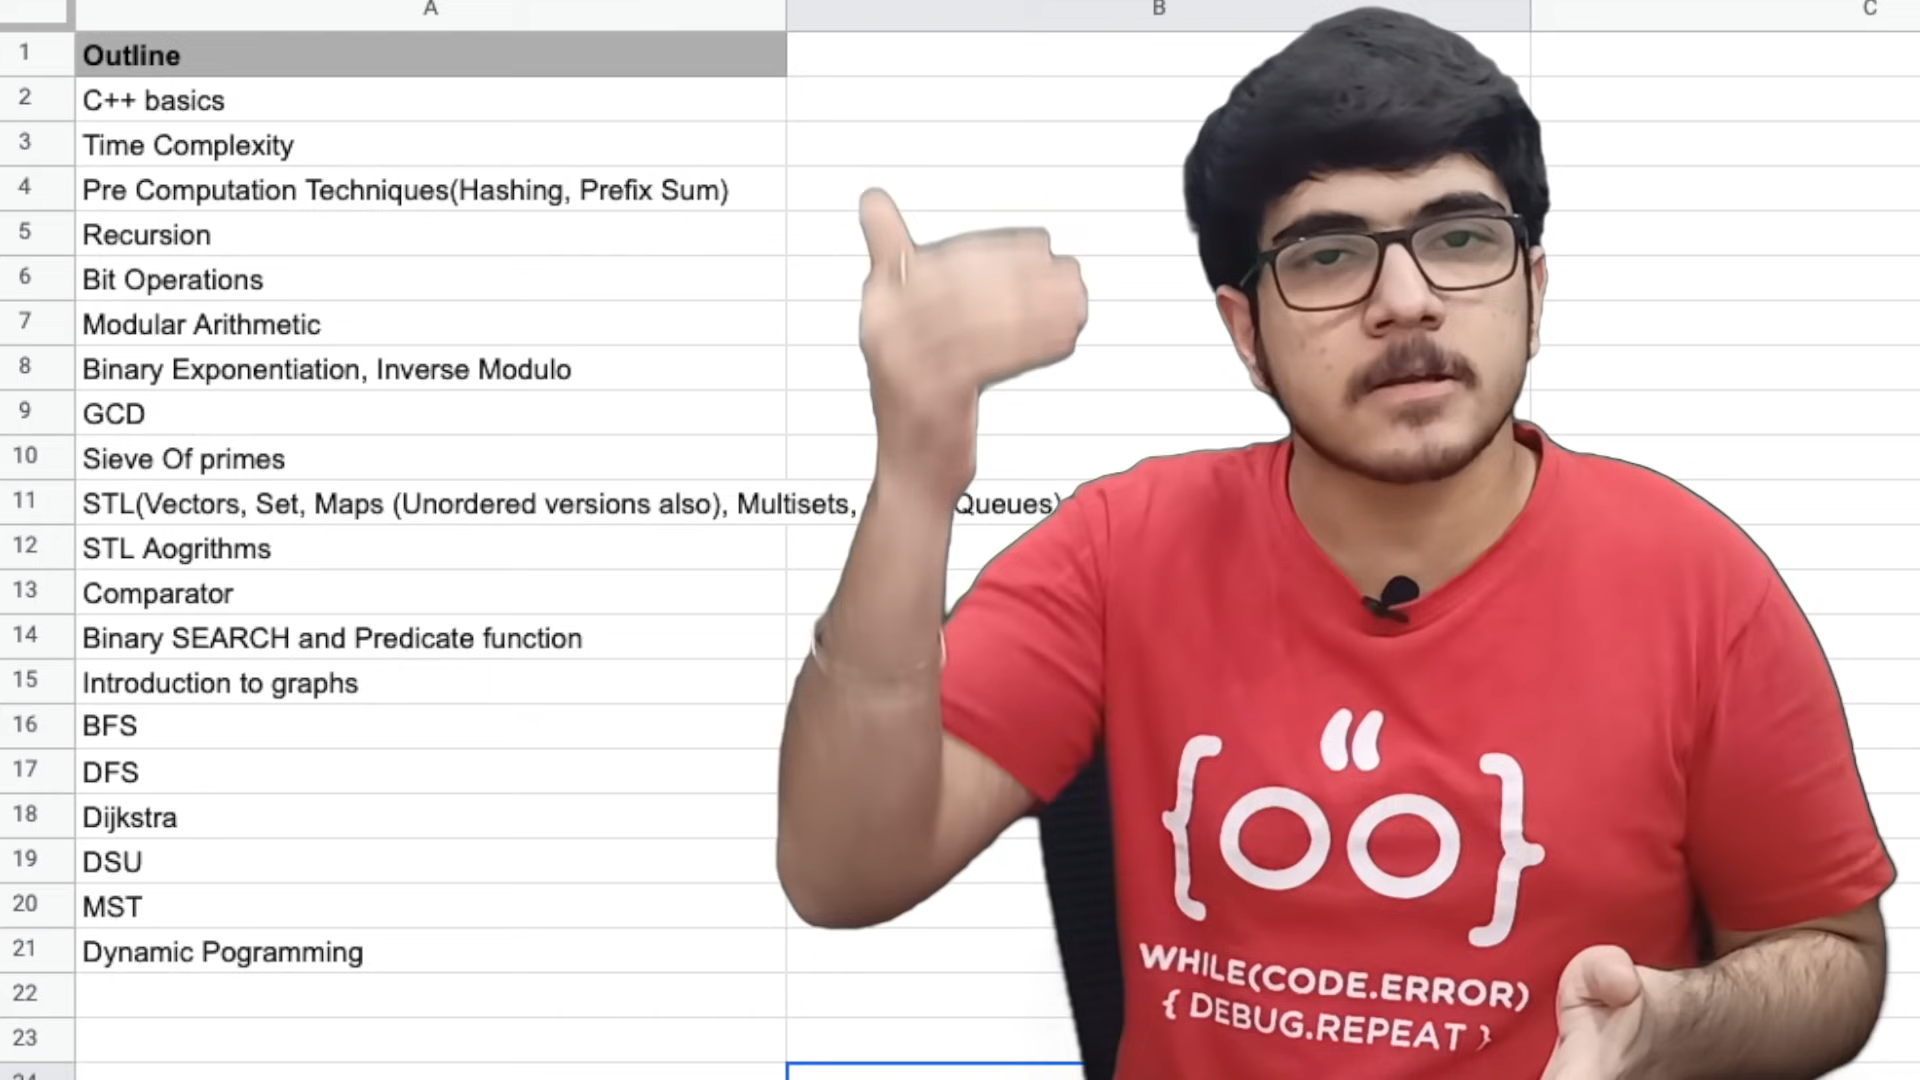 A
B
C
1 Outline
2 C++ basics
3 Time Complexity
4 Pre Computation Techniques(Hashing, Prefix Sum)
5 Recursion
6 Bit Operations
7 Modular Arithmetic
8 Binary Exponentiation, Inverse Modulo
9 GCD
10 Sieve Of primes
11 STL(Vectors, Set, Maps (Unordered versions also), Multisets, Queues)
12 STL Aogrithms
13 Comparator
14 Binary SEARCH and Predicate function
15 Introduction to graphs
16 BFS
17 DFS
18 Dijkstra
19 DSU
20 MST
21 Dynamic Pogramming
22
23
{"oo}
WHILE(CODE.ERROR)
{ DEBUG.REPEAT }